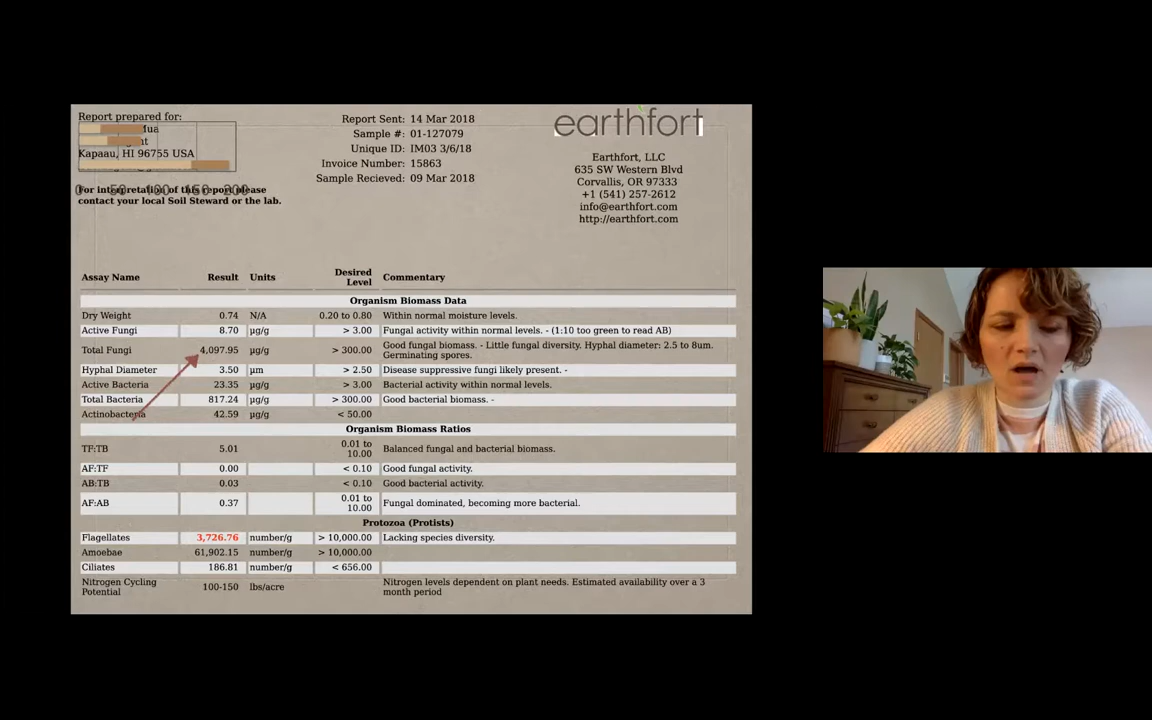 Report prepared for:
Kapaau, HI 96755 USA
0 50 100 150 200
For interpretation of this report please
contact your local Soil Steward or the lab.
Report Sent: 14 Mar 2018
Sample #: 01-127079
Unique ID: IM03 3/6/18
Invoice Number: 15863
Sample Recieved: 09 Mar 2018
earthfort
Earthfort, LLC
635 SW Western Blvd
Corvallis, OR 97333
+1 (541) 257-2612
info@earthfort.com
http://earthfort.com
Assay Name Result Units Desired Level Commentary
Organism Biomass Data
Dry Weight 0.74 N/A 0.20 to 0.80 Within normal moisture levels.
Active Fungi 8.70 µg/g > 3.00 Fungal activity within normal levels. - (1:10 too green to read AB)
Total Fungi 4,097.95 µg/g > 300.00 Good fungal biomass. - Little fungal diversity. Hyphal diameter: 2.5 to 8um.
Germinating spores.
Hyphal Diameter 3.50 µm > 2.50 Disease suppressive fungi likely present. -
Active Bacteria 23.35 µg/g > 3.00 Bacterial activity within normal levels.
Total Bacteria 817.24 µg/g > 300.00 Good bacterial biomass. -
Actinobacteria 42.59 µg/g < 50.00
Organism Biomass Ratios
TF:TB 5.01 0.01 to 10.00 Balanced fungal and bacterial biomass.
AF:TF 0.00 < 0.10 Good fungal activity.
AB:TB 0.03 < 0.10 Good bacterial activity.
AF:AB 0.37 0.01 to 10.00 Fungal dominated, becoming more bacterial.
Protozoa (Protists)
Flagellates 3,726.76 number/g > 10,000.00 Lacking species diversity.
Amoebae 61,902.15 number/g > 10,000.00
Ciliates 186.81 number/g < 656.00
Nitrogen Cycling Potential 100-150 lbs/acre Nitrogen levels dependent on plant needs. Estimated availability over a 3
month period